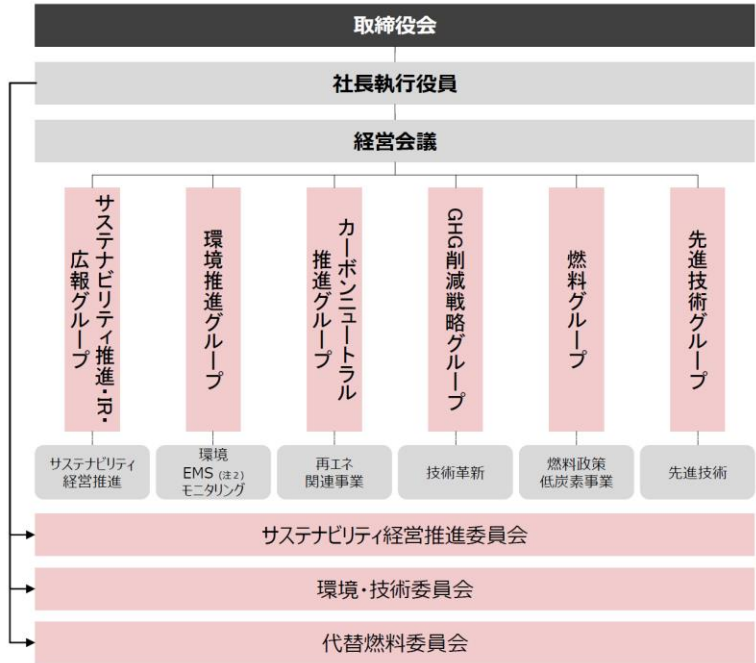 取締役会
社長執行役員
経営会議
サステナビリティ推進・IR・
広報グループ
環境推進グループ
カーボンニュートラル
推進グループ
GHG削減戦略グループ
燃料グループ
先進技術グループ
サステナビリティ
経営推進
環境
EMS (注2)
モニタリング
再エネ
関連事業
技術革新
燃料政策
低炭素事業
先進技術
サステナビリティ経営推進委員会
環境・技術委員会
代替燃料委員会